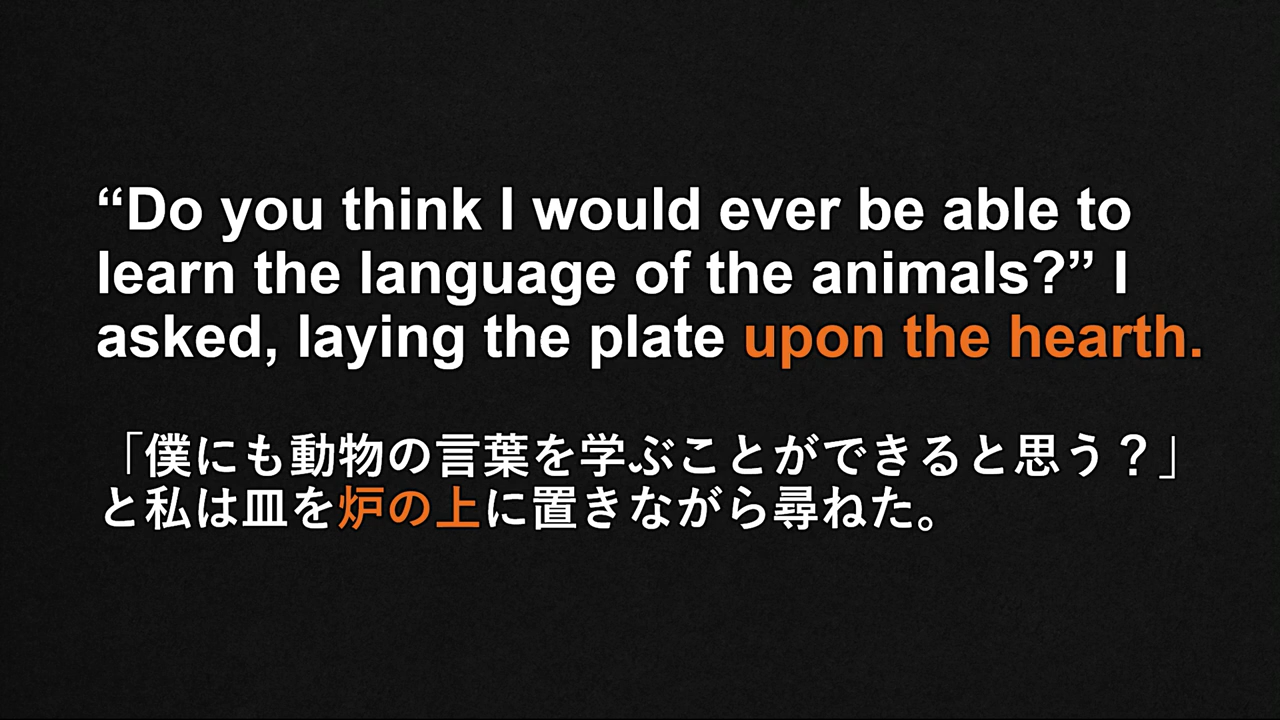 “Do you think I would ever be able to
learn the language of the animals?” I
asked, laying the plate upon the hearth.
「僕にも動物の言葉を学ぶことができると思う？」
と私は皿を炉の上に置きながら尋ねた。